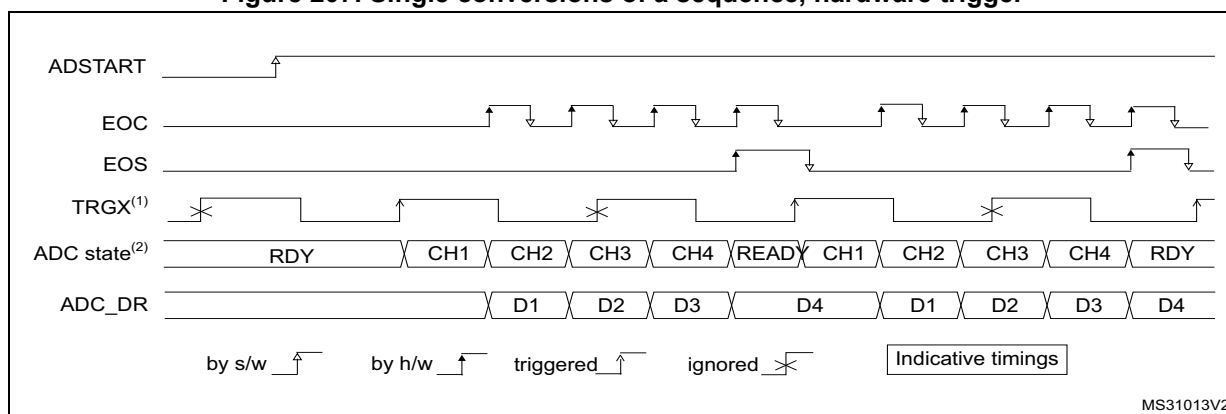 Figure 207. Single conversions of a sequence, hardware trigger
ADSTART
EOC
EOS
TRGX(1)
ADC state(2) RDY CH1 CH2 CH3 CH4 READY CH1 CH2 CH3 CH4 RDY
ADC_DR D1 D2 D3 D4 D1 D2 D3 D4
by s/w by h/w triggered ignored Indicative timings
MS31013V2